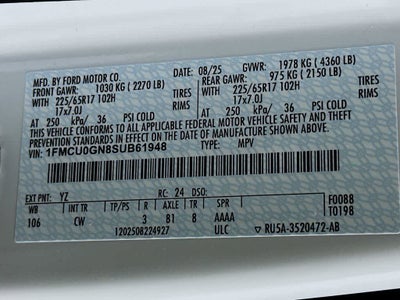 MFD. BY FORD MOTOR CO. 08/25 GVWR: 1978 KG ( 4360 LB)
FRONT GAWR: 1030 KG ( 2270 LB) REAR GAWR: 975 KG ( 2150 LB)
WITH 225/65R17 102H TIRES WITH 225/65R17 102H
17x7.0J RIMS 17x7.0J
AT 250 kPa/ 36 PSI COLD AT 250 kPa/ 36 PSI COLD
THIS VEHICLE CONFORMS TO ALL APPLICABLE FEDERAL MOTOR VEHICLE SAFETY, BUMPER,
AND THEFT PREVENTION STANDARDS IN EFFECT ON THE DATE OF MANUFACTURE SHOWN ABOVE.
VIN: 1FMCU0GN8SUB61948 TYPE: MPV
EXT PNT: YZ RC: 24 DSO: F0088
WB INT TR TP/PS R AXLE TR SPR T0198
106 CW 3 81 8 AAAA
1202508224927 ULC RU5A-3520472-AB